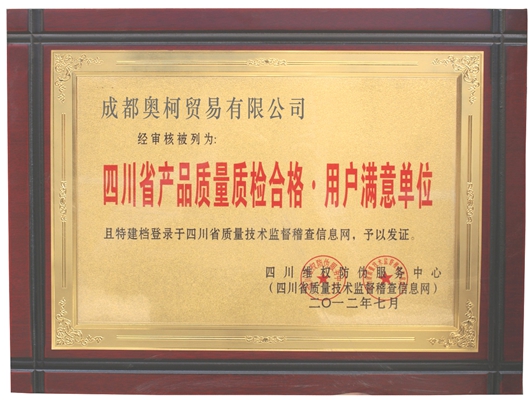 成都奥柯贸易有限公司
经审核被列为:
四川省产品质量质检合格·用户满意单位
且特建档登录于四川省质量技术监督稽查信息网，予以发证。
四川维权防伪服务中心
(四川省质量技术监督稽查信息网)
二〇一二年七月